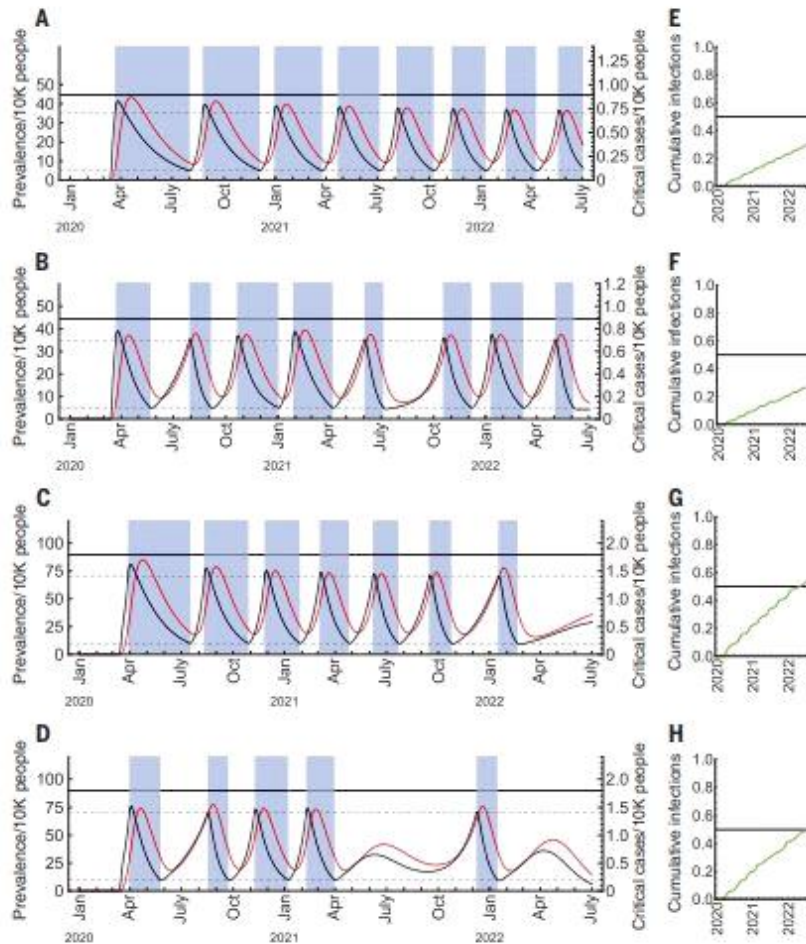 A
Prevalence/10K people
50
40
30
20
10
0
Jan
Apr
July
Oct
Jan
Apr
July
Oct
Jan
Apr
July
2020
2021
2022
1.25
1.00
0.75
0.50
0.25
0
Critical cases/10K people
E
Cumulative infections
1.0
0.8
0.6
0.4
0.2
0.0
2020
2021
2022
B
Prevalence/10K people
50
40
30
20
10
0
Jan
Apr
July
Oct
Jan
Apr
July
Oct
Jan
Apr
July
2020
2021
2022
1.2
1.0
0.8
0.6
0.4
0.2
0
Critical cases/10K people
F
Cumulative infections
1.0
0.8
0.6
0.4
0.2
0.0
2020
2021
2022
C
Prevalence/10K people
100
75
50
25
0
Jan
Apr
July
Oct
Jan
Apr
July
Oct
Jan
Apr
July
2020
2021
2022
2.0
1.5
1.0
0.5
0
Critical cases/10K people
G
Cumulative infections
1.0
0.8
0.6
0.4
0.2
0.0
2020
2021
2022
D
Prevalence/10K people
100
75
50
25
0
Jan
Apr
July
Oct
Jan
Apr
July
Oct
Jan
Apr
July
2020
2021
2022
2.0
1.5
1.0
0.5
0
Critical cases/10K people
H
Cumulative infections
1.0
0.8
0.6
0.4
0.2
0.0
2020
2021
2022